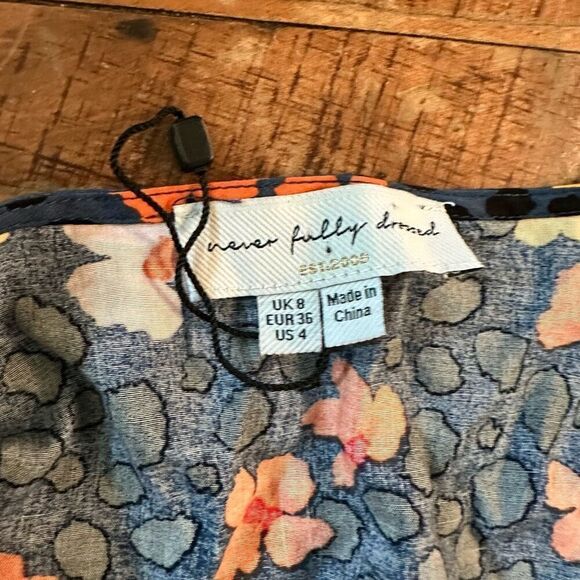 never fully dressed
EST.2005
UK 8
EUR 36
US 4
Made in
China